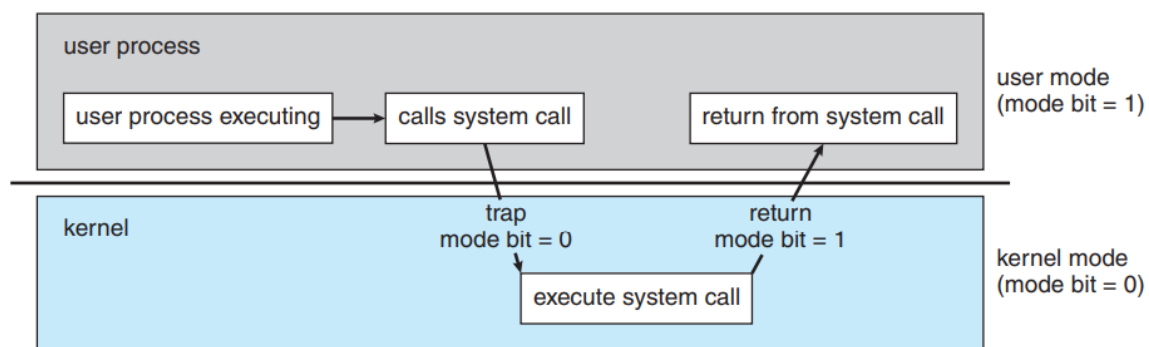 user process
user process executing
calls system call
return from system call
user mode
(mode bit = 1)
kernel
trap
mode bit = 0
return
mode bit = 1
execute system call
kernel mode
(mode bit = 0)